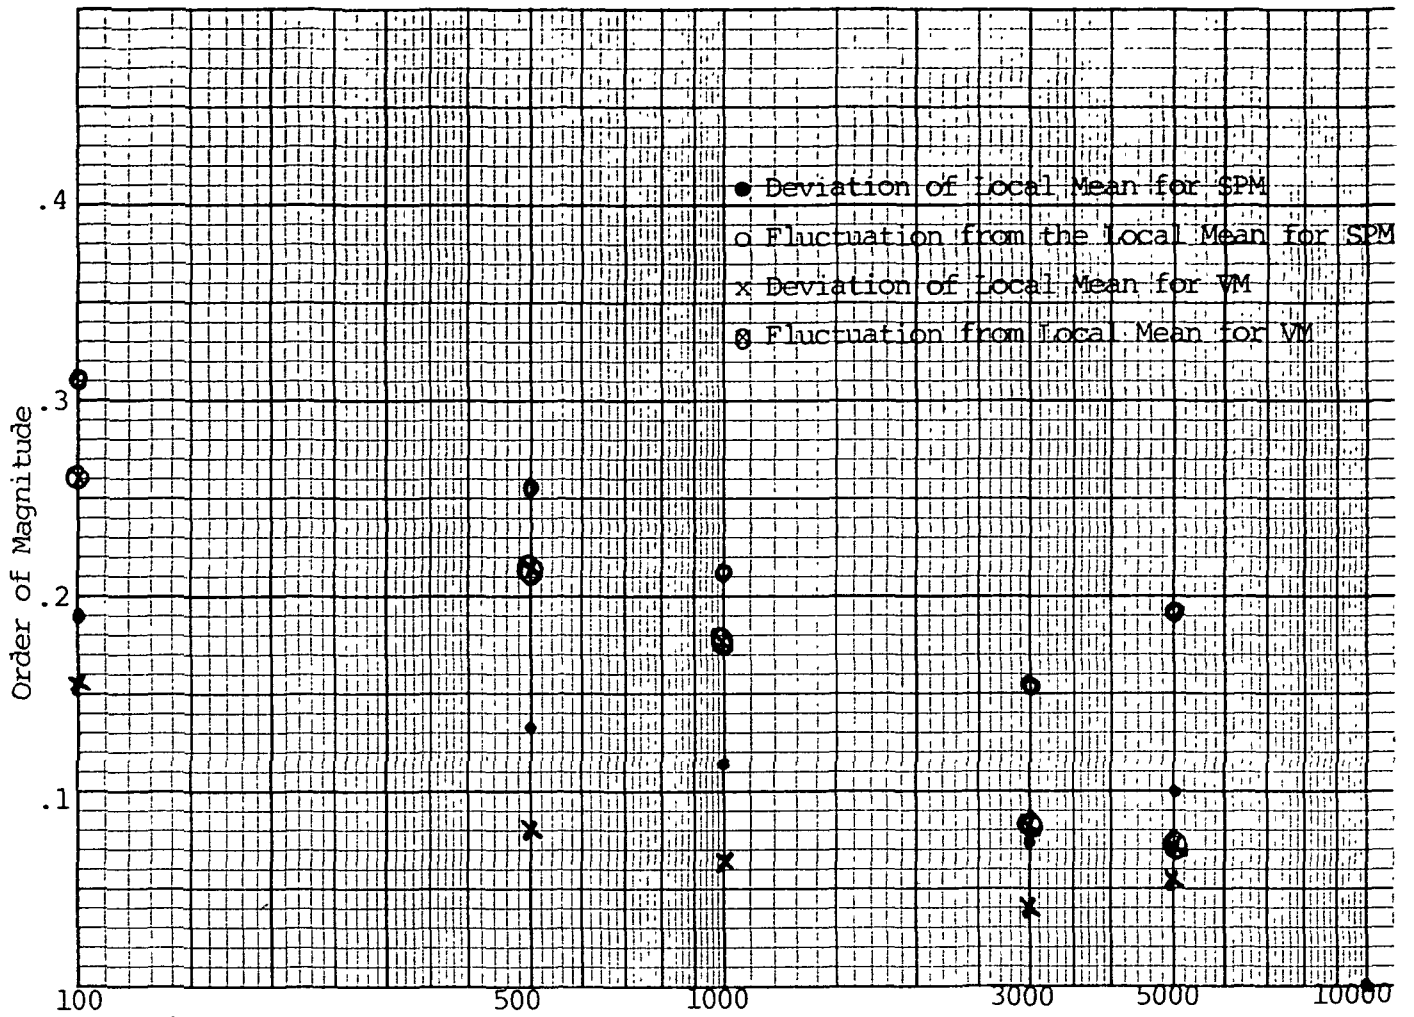 ● Deviation of Local Mean for SPM
o Fluctuation from the Local Mean for SPM
x Deviation of Local Mean for VM
⊗ Fluctuation from Local Mean for VM
Order of Magnitude
.4
.3
.2
.1
100 500 1000 3000 5000 10000